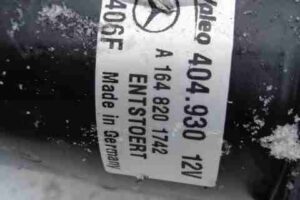 Valeo 404.930 12V
A 164 820 1742
ENTSTOERT
406F Made in Germany